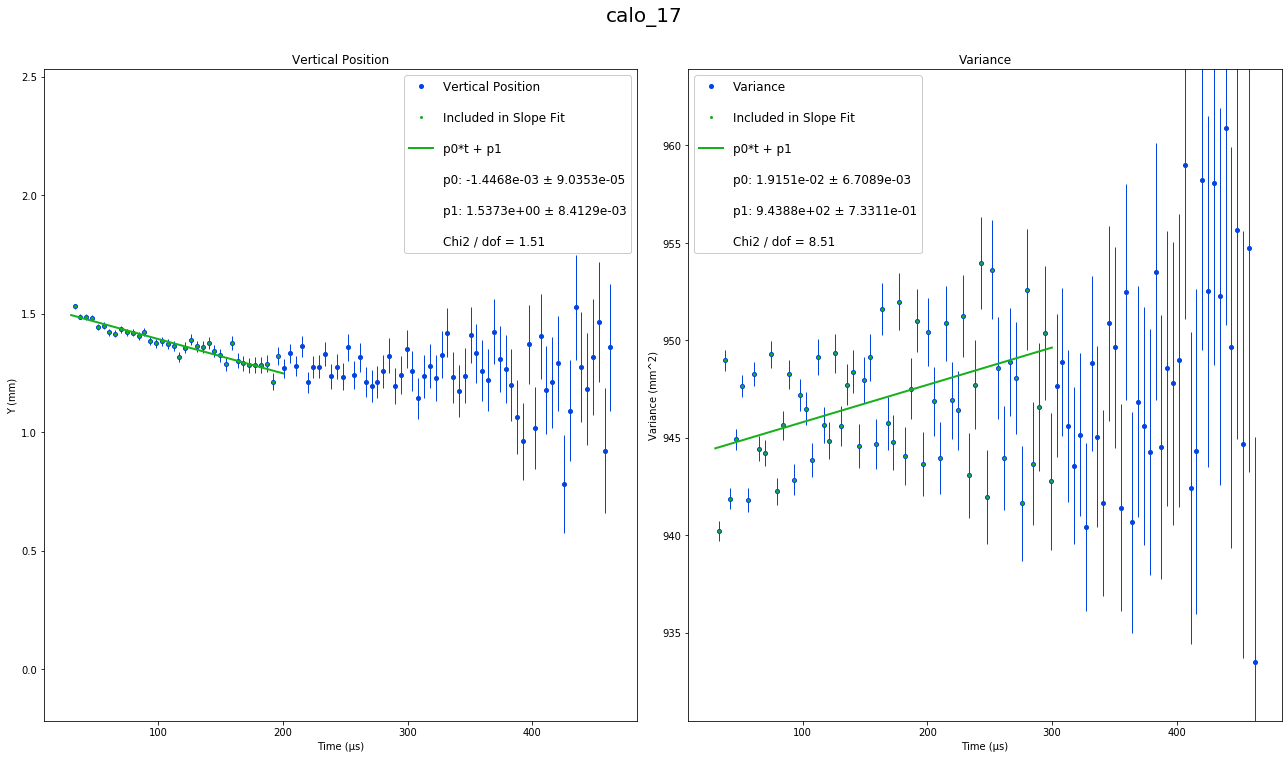 calo_17
Vertical Position
Vertical Position
Included in Slope Fit
p0*t + p1
p0: -1.4468e-03 ± 9.0353e-05
p1: 1.5373e+00 ± 8.4129e-03
Chi2 / dof = 1.51
2.5
2.0
1.5
1.0
0.5
0.0
Y (mm)
100 200 300 400
Time (μs)
Variance
Variance
Included in Slope Fit
p0*t + p1
p0: 1.9151e-02 ± 6.7089e-03
p1: 9.4388e+02 ± 7.3311e-01
Chi2 / dof = 8.51
960
955
950
945
940
935
Variance (mm^2)
100 200 300 400
Time (μs)